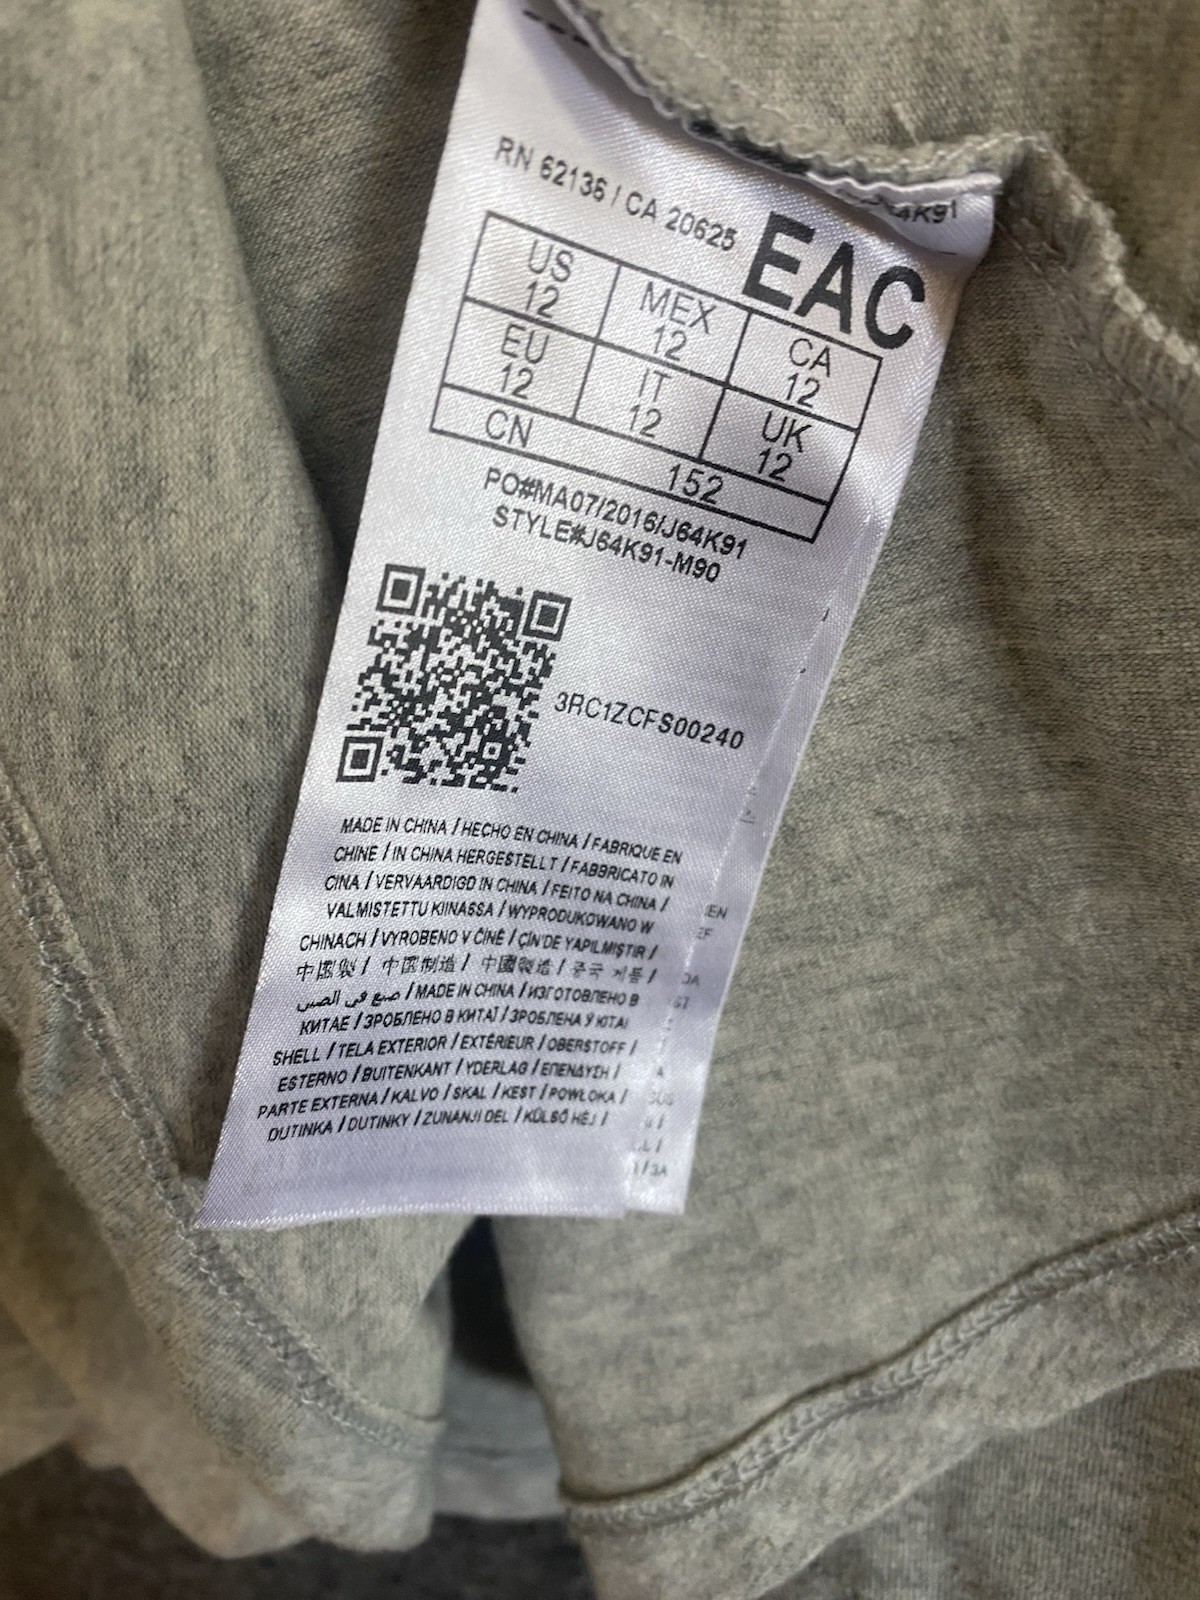 RN 62136 / CA 20625
EAC
US 12 MEX 12 CA 12
EU 12 IT 12 UK 12
CN 152
PO#MA07/2016/J64K91
STYLE#J64K91-M90
3RC1ZCFS00240
MADE IN CHINA / HECHO EN CHINA / FABRIQUE EN
CHINE / IN CHINA HERGESTELLT / FABBRICATO IN
CINA / VERVAARDIGD IN CHINA / FEITO NA CHINA /
VALMISTETTU KIINASSA / WYPRODUKOWANO W
CHINACH / VYROBENO V ČÍNĚ / ÇİN'DE YAPILMIŞTIR /
中国製 / 中国制造 / 中國製造 / 중국 제품 /
صنع في الصين / MADE IN CHINA / ИЗГОТОВЛЕНО В
КИТАЕ / ЗРОБЛЕНО В КИТАЇ / ЗРОБЛЕНА Ў КІТАІ
SHELL / TELA EXTERIOR / EXTÉRIEUR / OBERSTOFF /
ESTERNO / BUITENKANT / YDERLAG / ΕΠΕΝΔΥΣΗ /
PARTE EXTERNA / KALVO / SKAL / KEST / POWŁOKA /
DUTINKA / DUTINKY / ZUNANJI DEL / KÜLSŐ HÉJ /